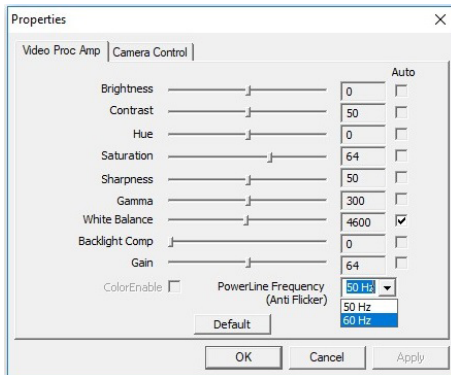 Properties
Video Proc Amp Camera Control
Auto
Brightness 0
Contrast 50
Hue 0
Saturation 64
Sharpness 50
Gamma 300
White Balance 4600
Backlight Comp 0
Gain 64
ColorEnable PowerLine Frequency 50 Hz
(Anti Flicker)
50 Hz
60 Hz
Default
OK Cancel Apply